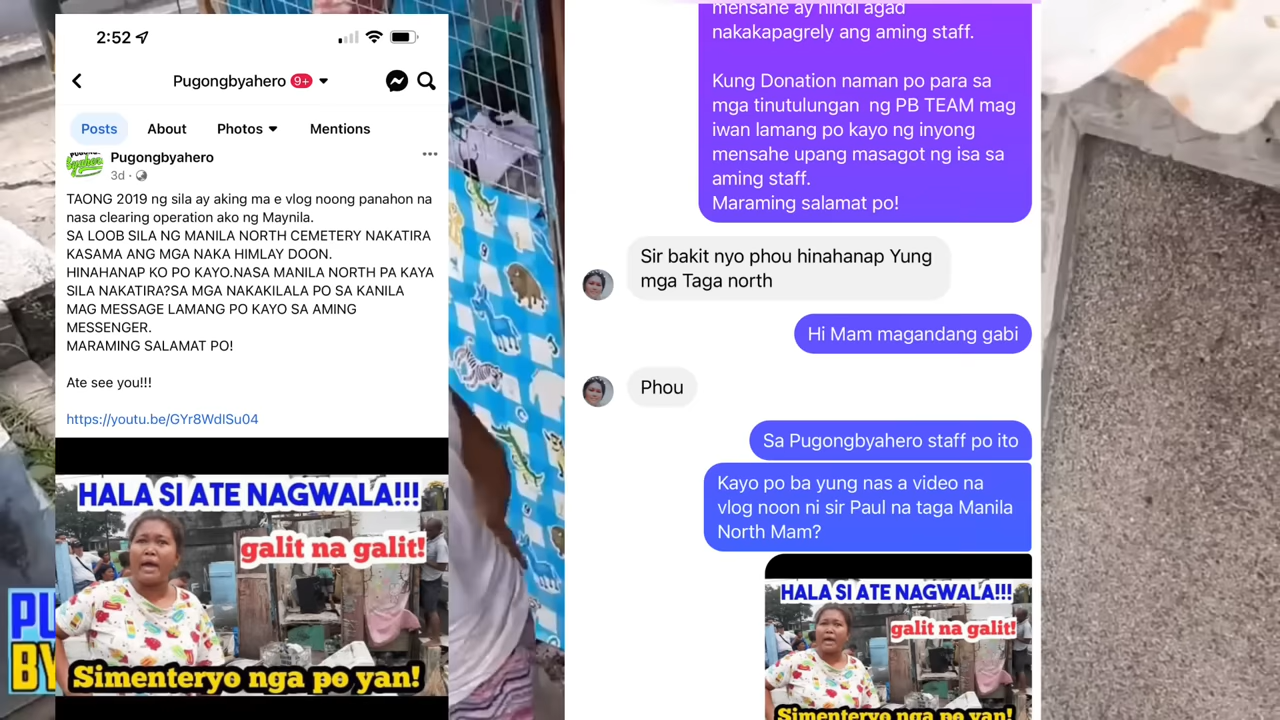 2:52
Pugongbyahero 9+
Posts About Photos Mentions
Pugongbyahero
3d
TAONG 2019 ng sila ay aking ma e vlog noong panahon na
nasa clearing operation ako ng Maynila.
SA LOOB SILA NG MANILA NORTH CEMETERY NAKATIRA
KASAMA ANG MGA NAKA HIMLAY DOON.
HINAHANAP KO PO KAYO.NASA MANILA NORTH PA KAYA
SILA NAKATIRA?SA MGA NAKAKILALA PO SA KANILA
MAG MESSAGE LAMANG PO KAYO SA AMING
MESSENGER.
MARAMING SALAMAT PO!
Ate see you!!!
https://youtu.be/GYr8WdlSu04
HALA SI ATE NAGWALA!!!
galit na galit!
Simenteryo nga po yan!
PU
BY
mensahe ay hindi agad
nakakapagrely ang aming staff.
Kung Donation naman po para sa
mga tinutulungan ng PB TEAM mag
iwan lamang po kayo ng inyong
mensahe upang masagot ng isa sa
aming staff.
Maraming salamat po!
Sir bakit nyo phou hinahanap Yung
mga Taga north
Hi Mam magandang gabi
Phou
Sa Pugongbyahero staff po ito
Kayo po ba yung nas a video na
vlog noon ni sir Paul na taga Manila
North Mam?
HALA SI ATE NAGWALA!!!
galit na galit!
Simenteryo nga po yan!